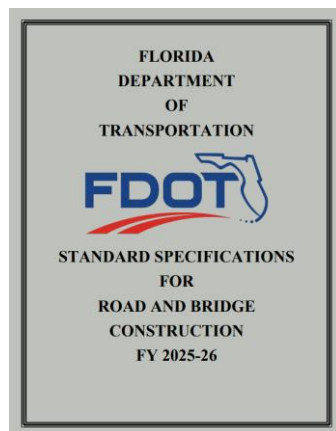 FLORIDA
DEPARTMENT
OF
TRANSPORTATION
FDOT
STANDARD SPECIFICATIONS
FOR
ROAD AND BRIDGE
CONSTRUCTION
FY 2025-26